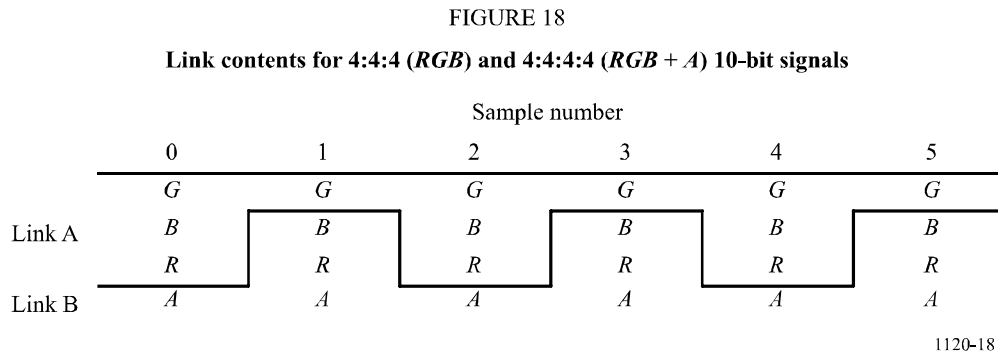 FIGURE 18
Link contents for 4:4:4 (RGB) and 4:4:4:4 (RGB + A) 10-bit signals
Sample number
0 1 2 3 4 5
G G G G G G
Link A B B B B B B
R R R R R R
Link B A A A A A A
1120-18